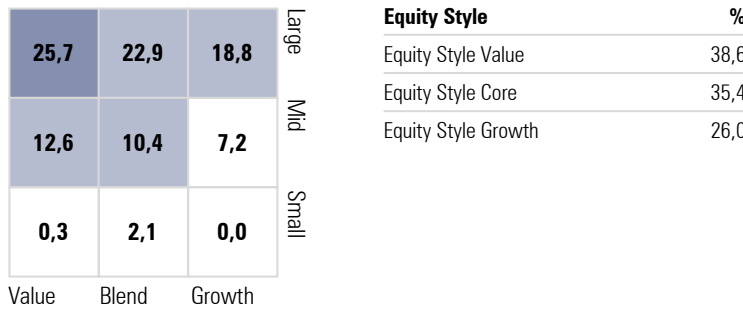 25,7 22,9 18,8 Large
12,6 10,4 7,2 Mid
0,3 2,1 0,0 Small
Value Blend Growth
Equity Style %
Equity Style Value 38,6
Equity Style Core 35,4
Equity Style Growth 26,0